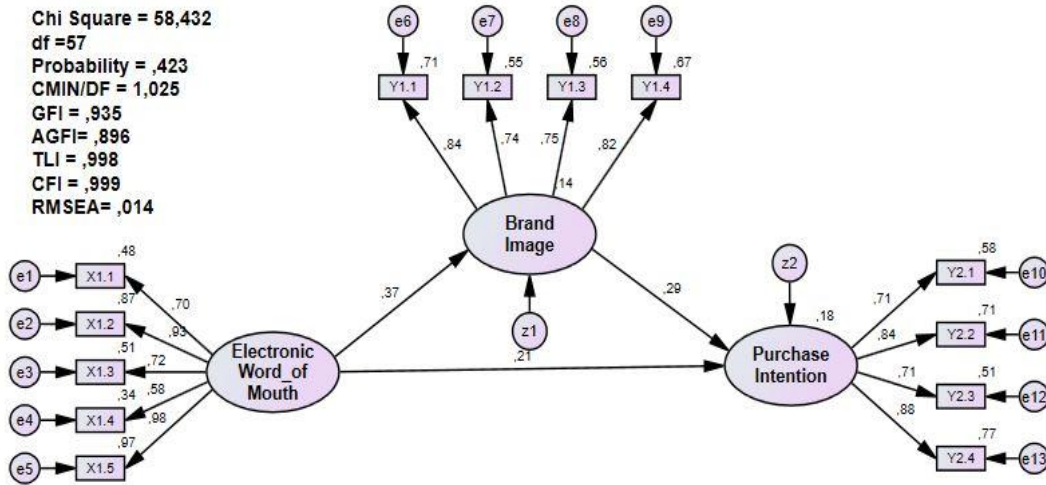 Chi Square = 58,432
df =57
Probability = ,423
CMIN/DF = 1,025
GFI = ,935
AGFI= ,896
TLI = ,998
CFI = ,999
RMSEA= ,014
e6 e7 e8 e9
,71 ,55 ,56 ,67
Y1.1 Y1.2 Y1.3 Y1.4
,84 ,74 ,75 ,82
,14
Brand
Image
,48
e1 X1.1
,70
,87
e2 X1.2
,93
,51
e3 X1.3
,72
,34
e4 X1.4
,58
,97
e5 X1.5
,98
Electronic
Word_of
Mouth
,37
z1
,29
,21
z2
,18
Purchase
Intention
,58
,71
Y2.1 e10
,71
,84
Y2.2 e11
,51
,71
Y2.3 e12
,77
,88
Y2.4 e13